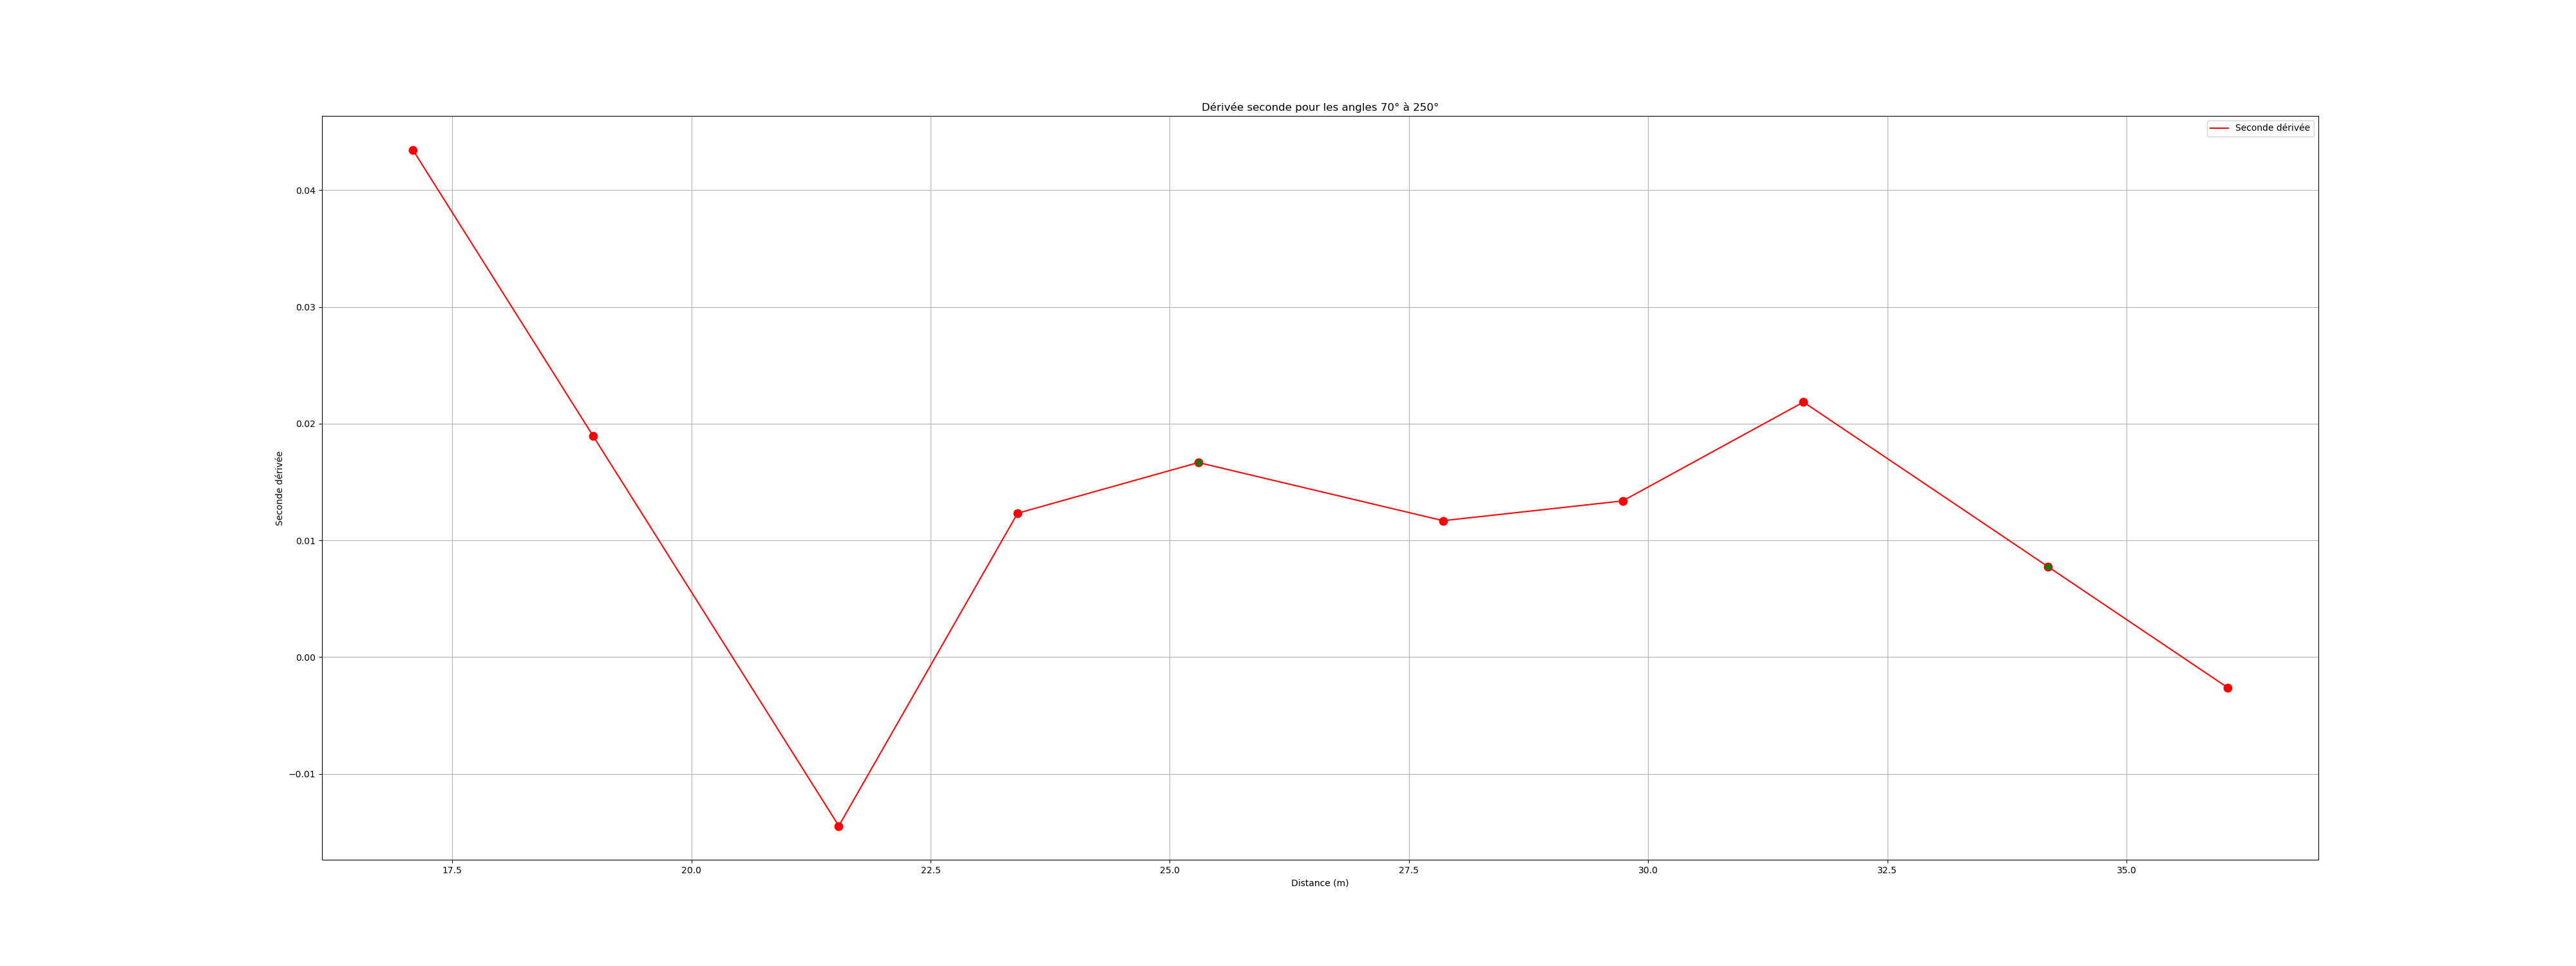 Dérivée seconde pour les angles 70° à 250°
Seconde dérivée
0.04
0.03
0.02
0.01
0.00
−0.01
Seconde dérivée
17.5 20.0 22.5 25.0 27.5 30.0 32.5 35.0
Distance (m)